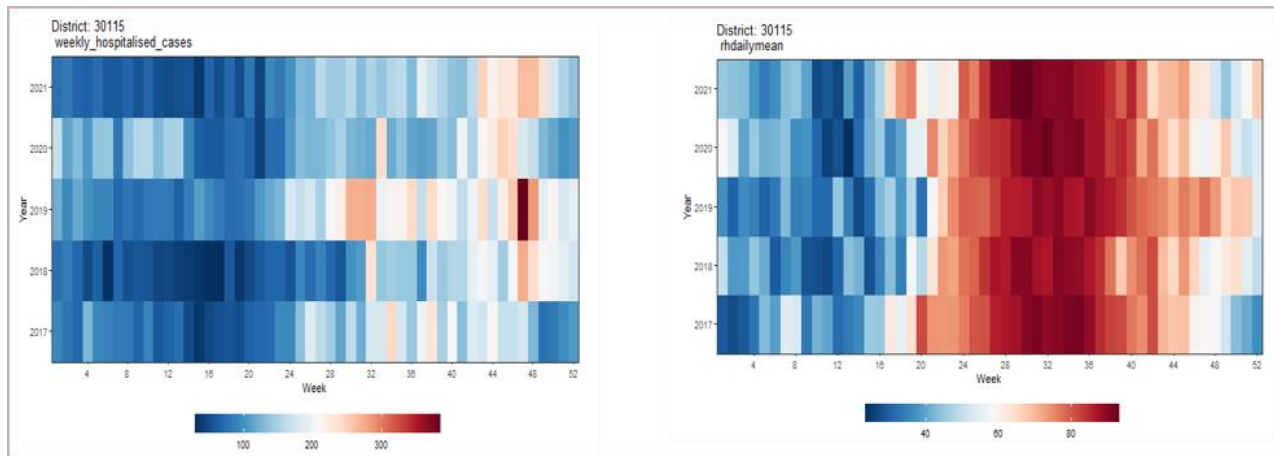 District: 30115
weekly_hospitalised_cases
Year
2021
2020
2019
2018
2017
4 8 12 16 20 24 28 32 36 40 44 48 52
Week
100 200 300
District: 30115
rhdailymean
Year
2021
2020
2019
2018
2017
4 8 12 16 20 24 28 32 36 40 44 48 52
Week
40 60 80